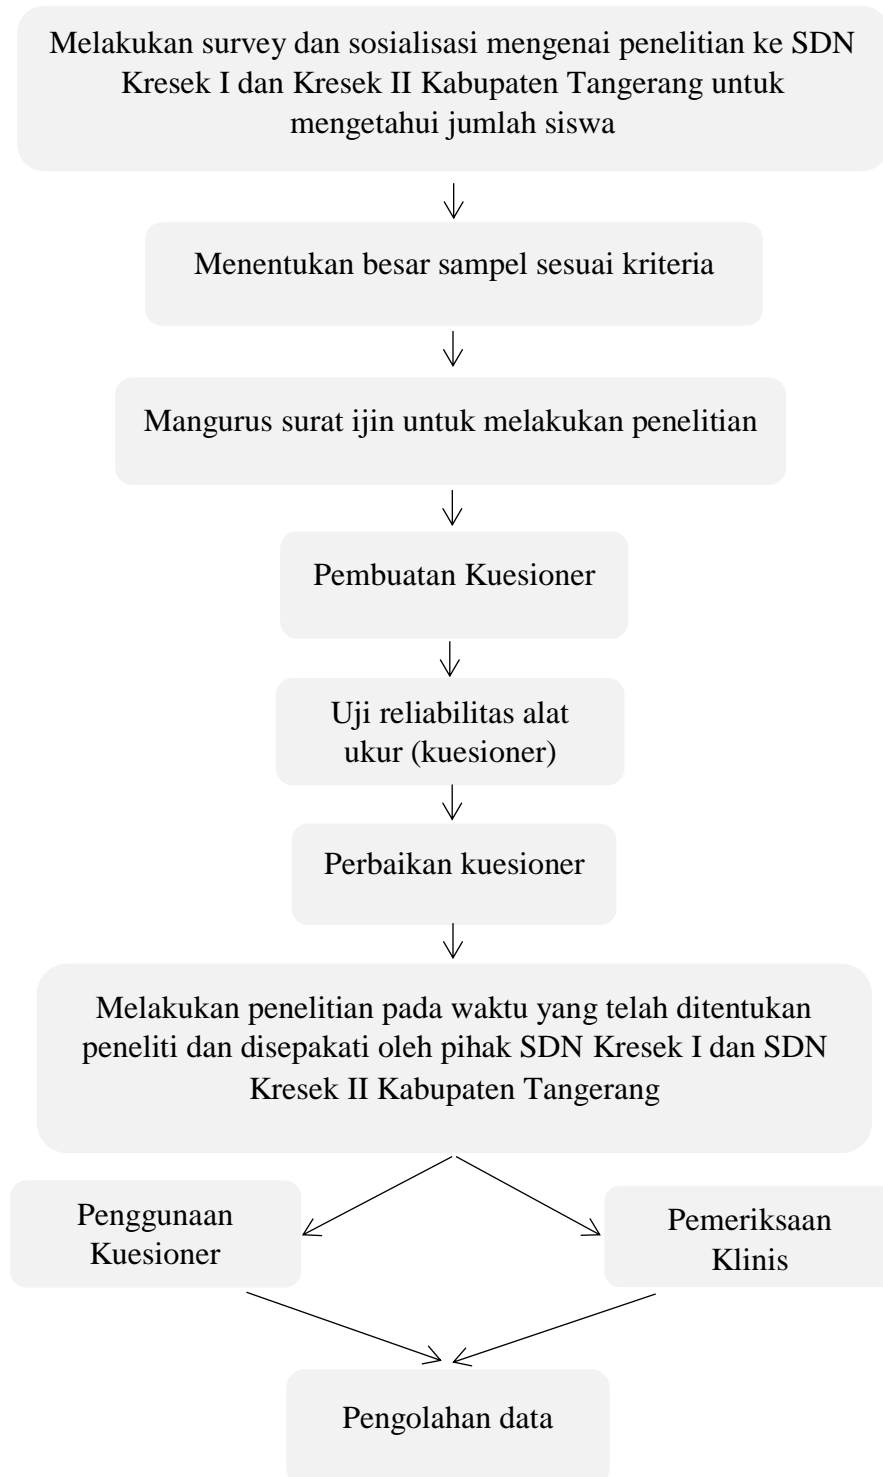 Melakukan survey dan sosialisasi mengenai penelitian ke SDN
Kresek I dan Kresek II Kabupaten Tangerang untuk
mengetahui jumlah siswa
Menentukan besar sampel sesuai kriteria
Mangurus surat ijin untuk melakukan penelitian
Pembuatan Kuesioner
Uji reliabilitas alat
ukur (kuesioner)
Perbaikan kuesioner
Melakukan penelitian pada waktu yang telah ditentukan
peneliti dan disepakati oleh pihak SDN Kresek I dan SDN
Kresek II Kabupaten Tangerang
Penggunaan
Kuesioner
Pemeriksaan
Klinis
Pengolahan data